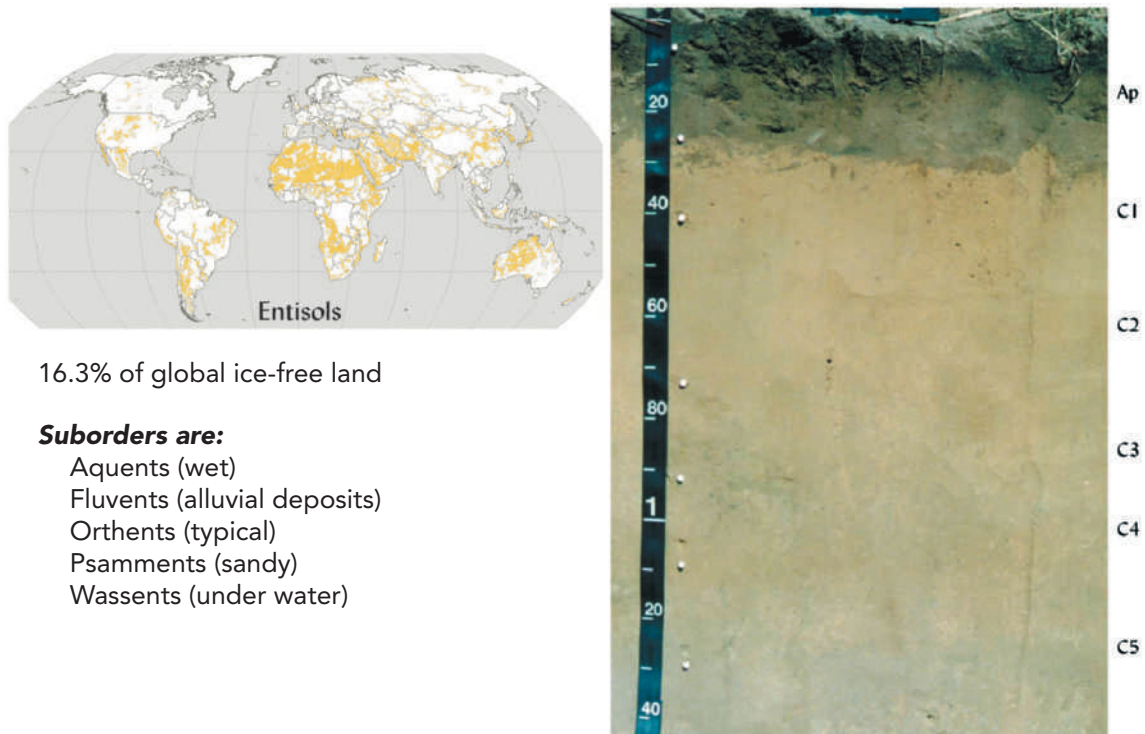 Entisols
16.3% of global ice-free land
Suborders are:
Aquents (wet)
Fluvents (alluvial deposits)
Orthents (typical)
Psamments (sandy)
Wassents (under water)
20
40
60
80
1
20
40
Ap
C1
C2
C3
C4
C5